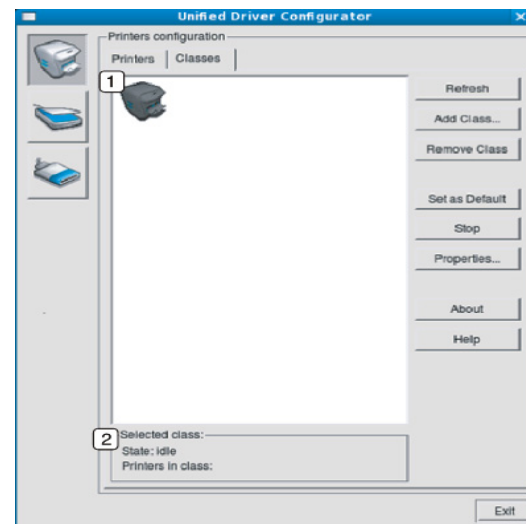 Unified Driver Configurator
Printers configuration
Printers
Classes
1
Refresh
Add Class...
Remove Class
Set as Default
Stop
Properties...
About
Help
2
Selected class:
State: idle
Printers in class:
Exit